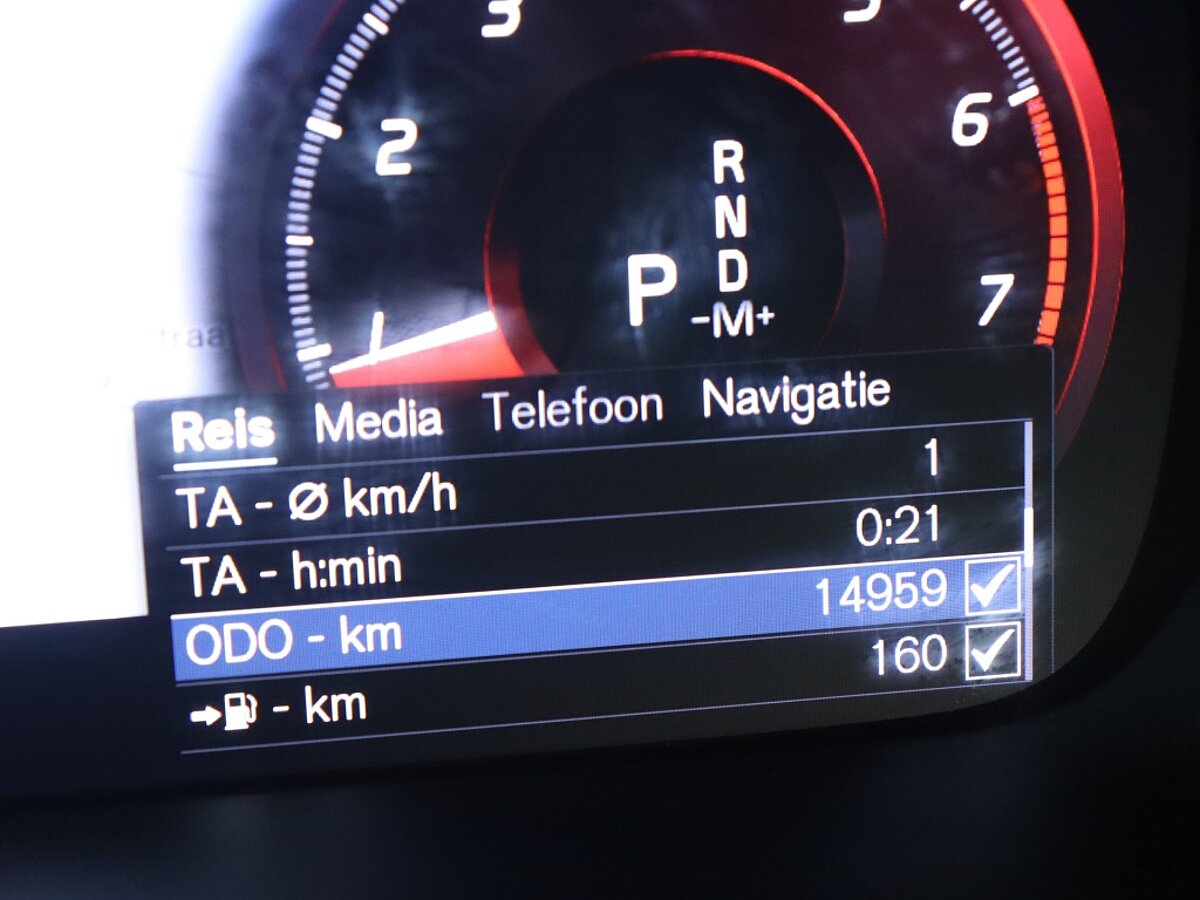 3
2
6
R
N
D
P
-M+
7
1
Reis Media Telefoon Navigatie
TA - Ø km/h 1
TA - h:min 0:21
ODO - km 14959
- km 160